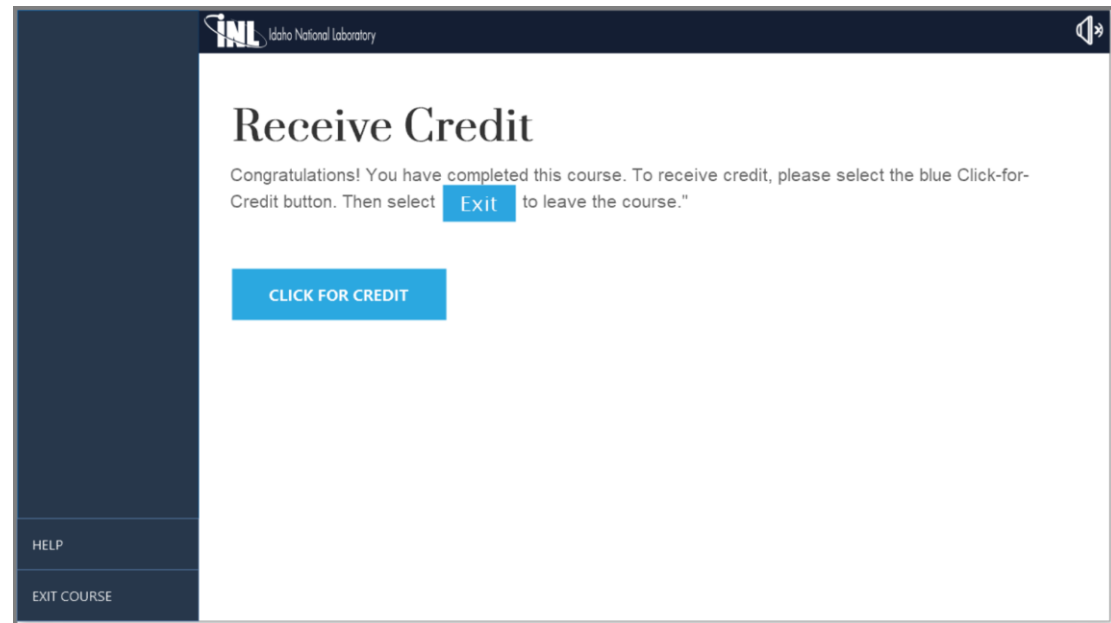 INL Idaho National Laboratory
Receive Credit
Congratulations! You have completed this course. To receive credit, please select the blue Click-for-
Credit button. Then select Exit to leave the course."
CLICK FOR CREDIT
HELP
EXIT COURSE